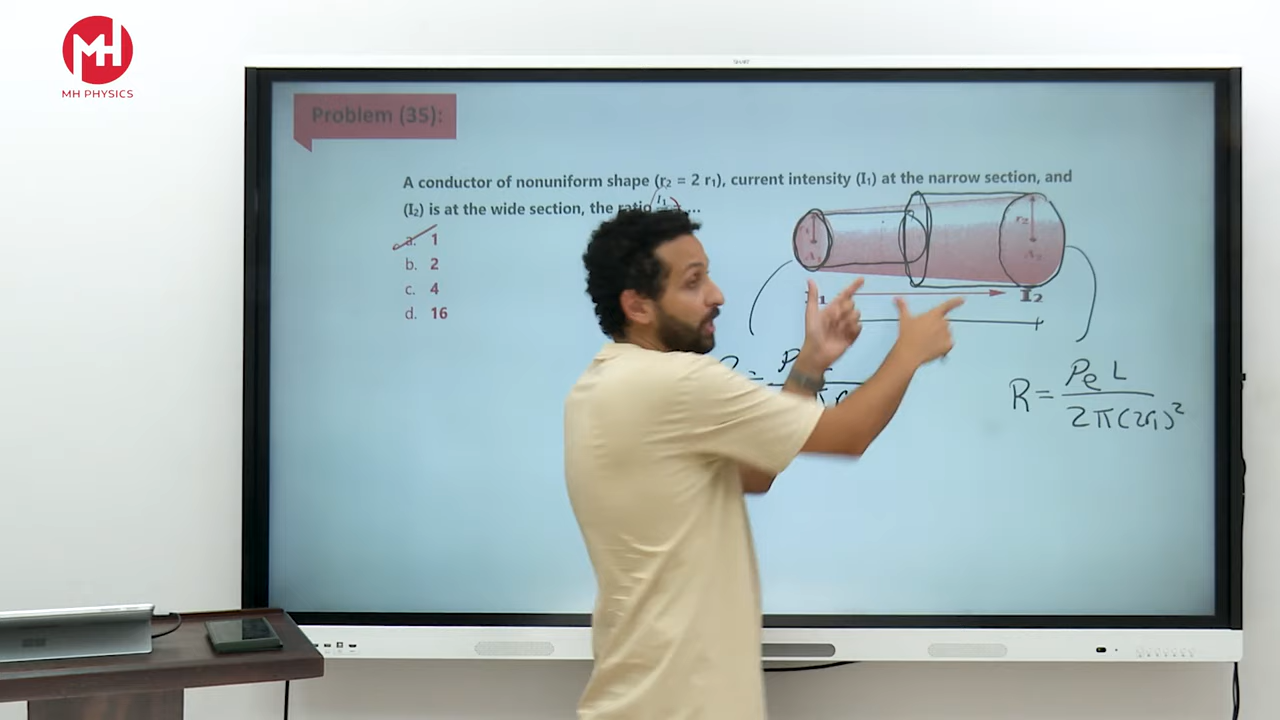 MH
MH PHYSICS
Problem (35):
A conductor of nonuniform shape (r₂ = 2 r₁), current intensity (I₁) at the narrow section, and
(I₂) is at the wide section, the ratio I₁ ...
a. 1
b. 2
c. 4
d. 16
r₂
A₁
A₂
I₂
R = ρe L / 2π(2r₁)²